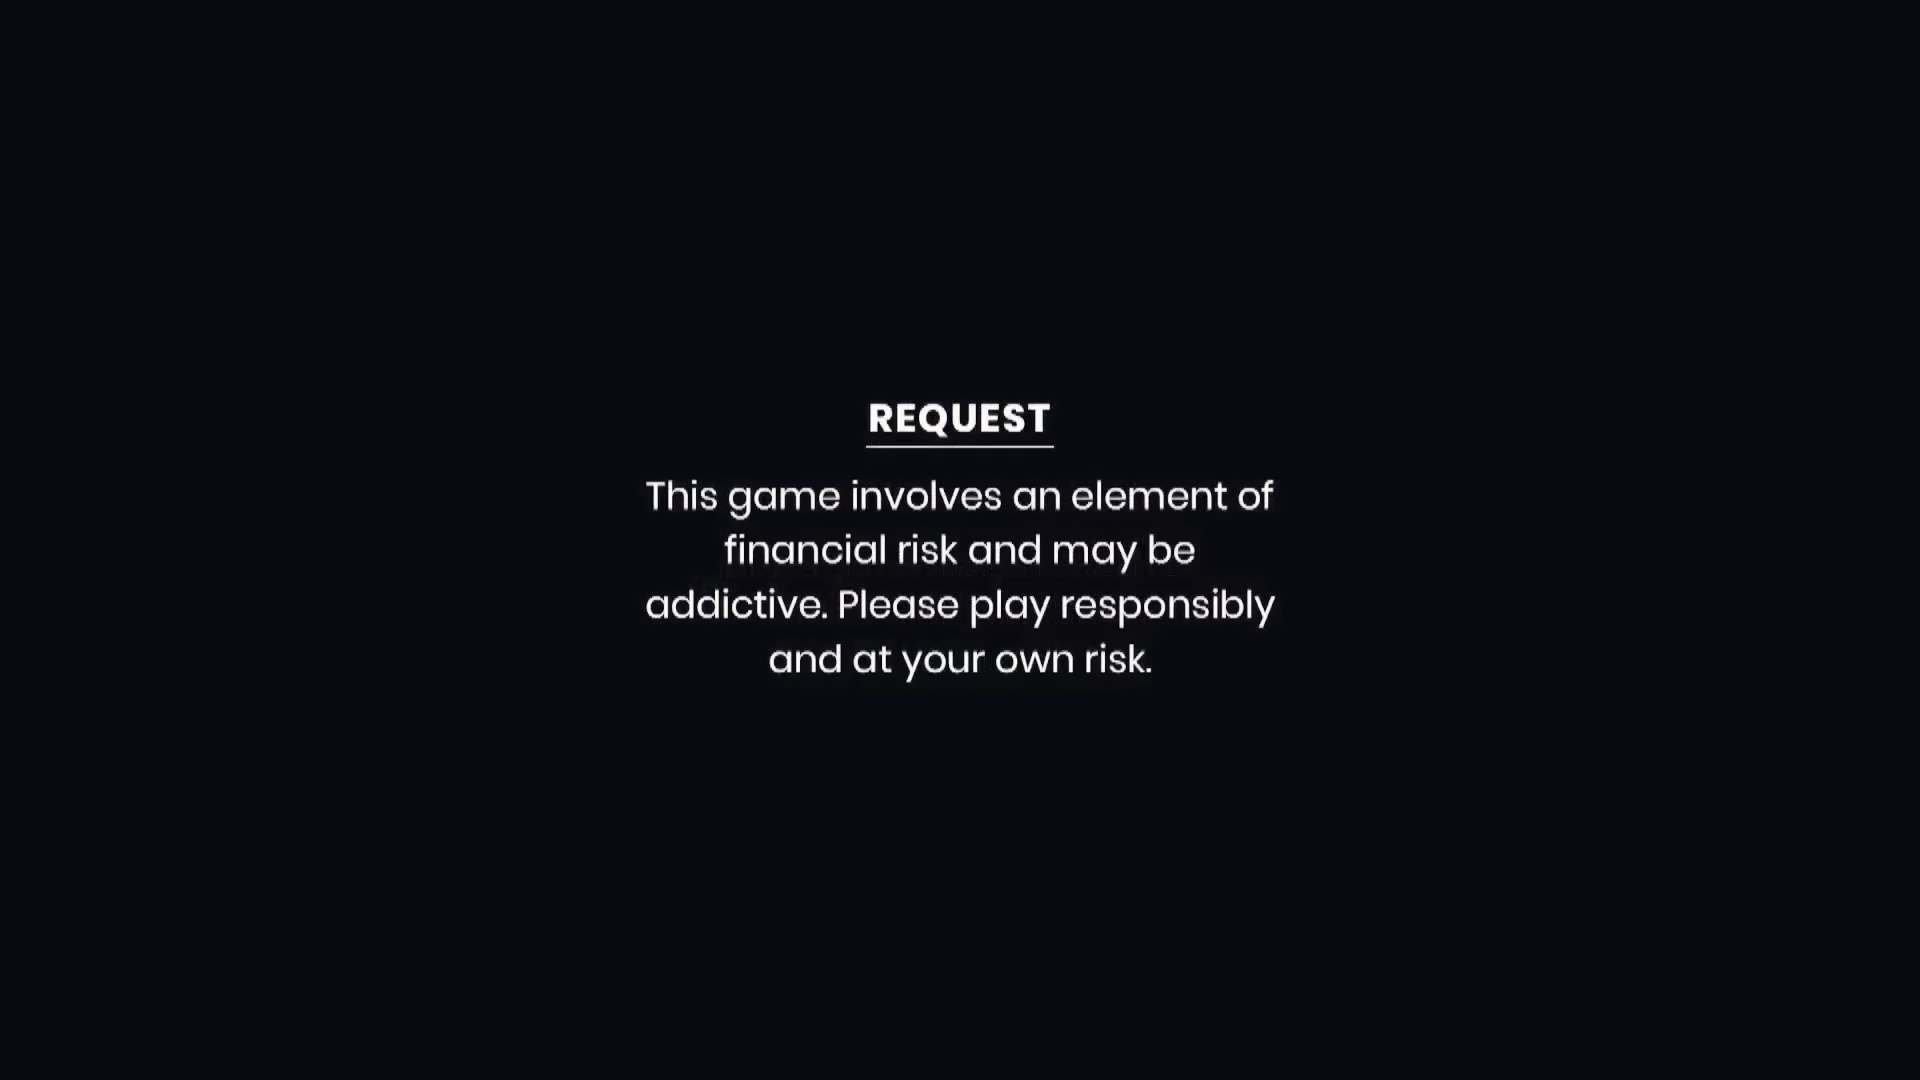 REQUEST
This game involves an element of
financial risk and may be
addictive. Please play responsibly
and at your own risk.